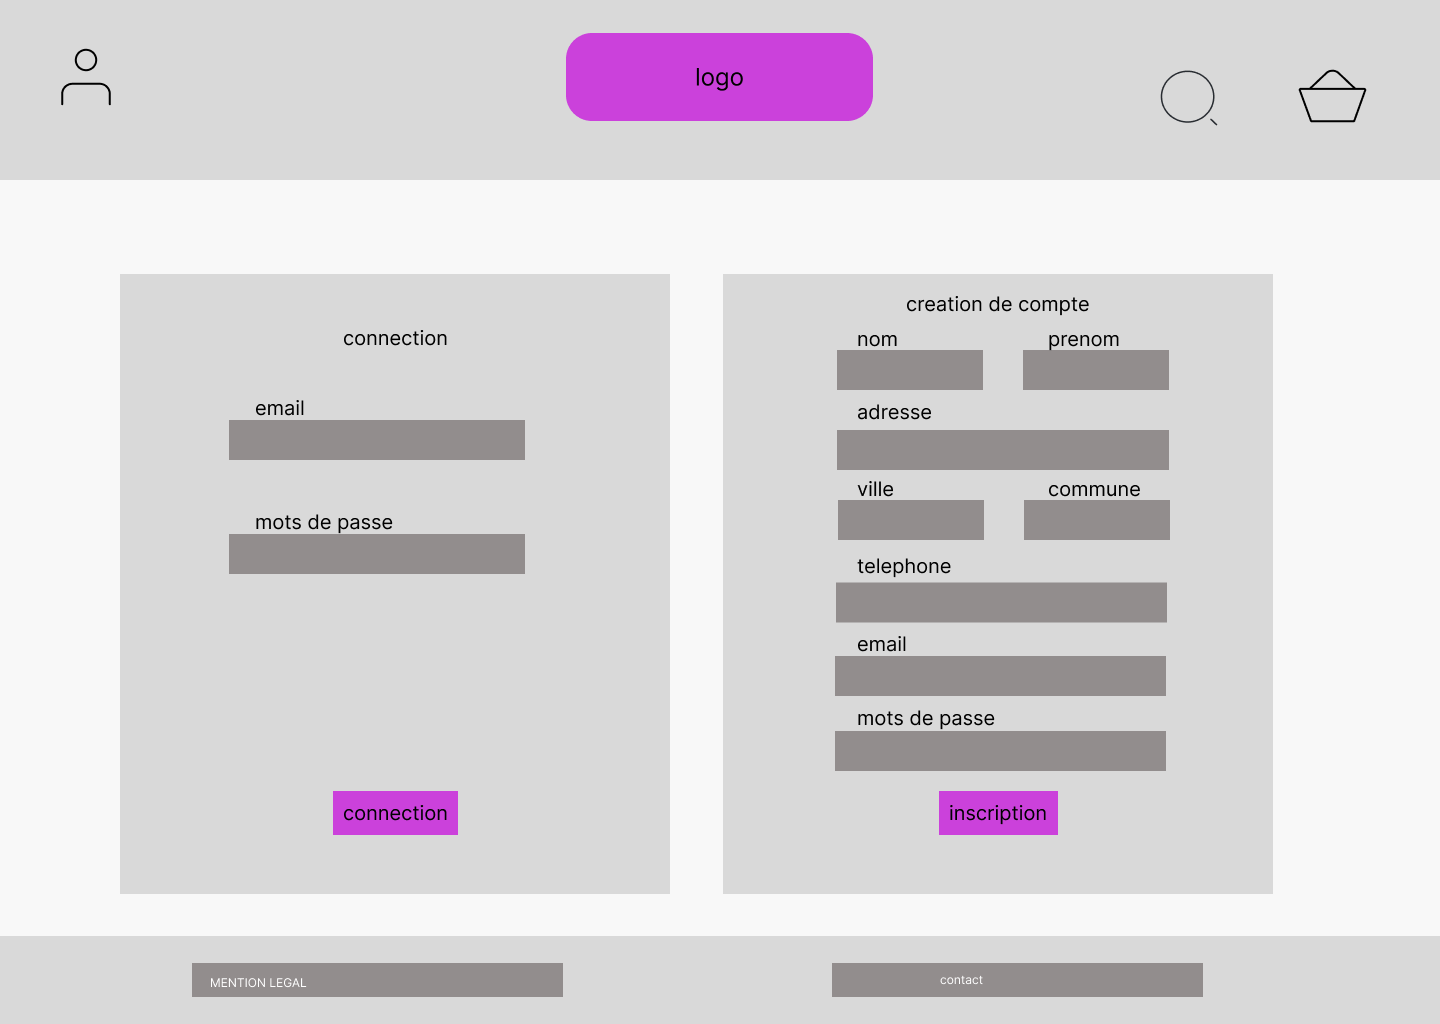 logo
connection
email
mots de passe
connection
creation de compte
nom
prenom
adresse
ville
commune
telephone
email
mots de passe
inscription
MENTION LEGAL
contact